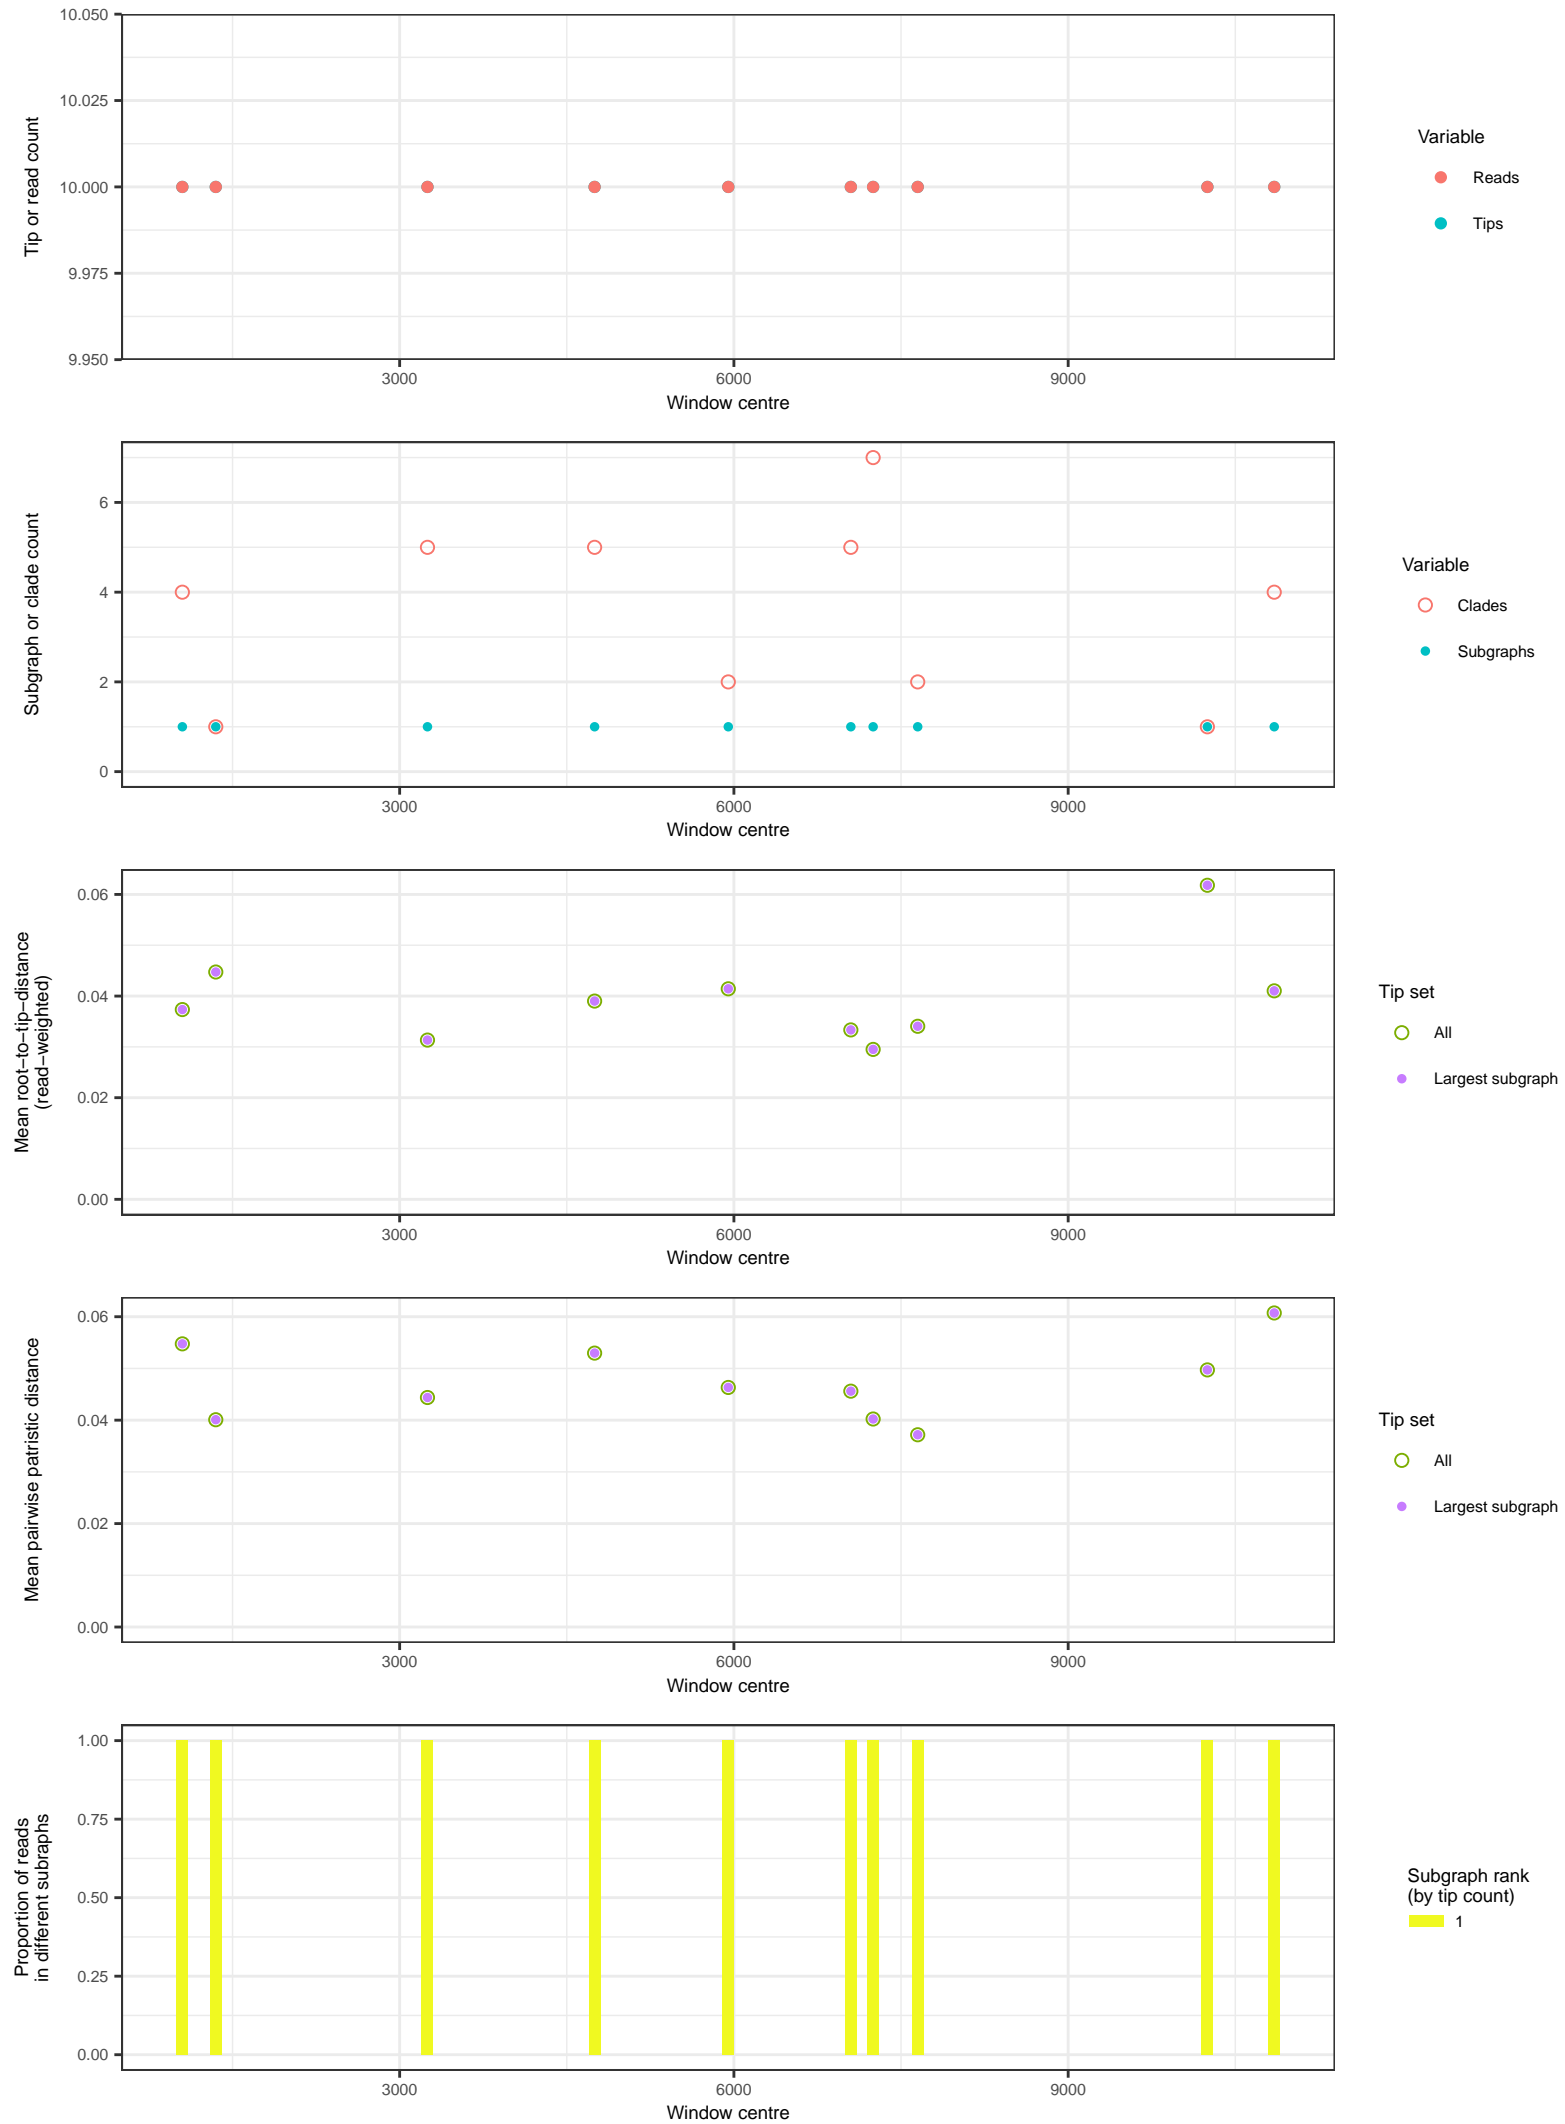 10.050
10.025
10.000
9.975
9.950
Tip or read count
3000 6000 9000
Window centre
Variable
Reads
Tips
6
4
2
0
Subgraph or clade count
3000 6000 9000
Window centre
Variable
Clades
Subgraphs
0.06
0.04
0.02
0.00
Mean root−to−tip−distance
(read−weighted)
3000 6000 9000
Window centre
Tip set
All
Largest subgraph
0.06
0.04
0.02
0.00
Mean pairwise patristic distance
3000 6000 9000
Window centre
Tip set
All
Largest subgraph
1.00
0.75
0.50
0.25
0.00
Proportion of reads
in different subraphs
3000 6000 9000
Window centre
Subgraph rank
(by tip count)
1